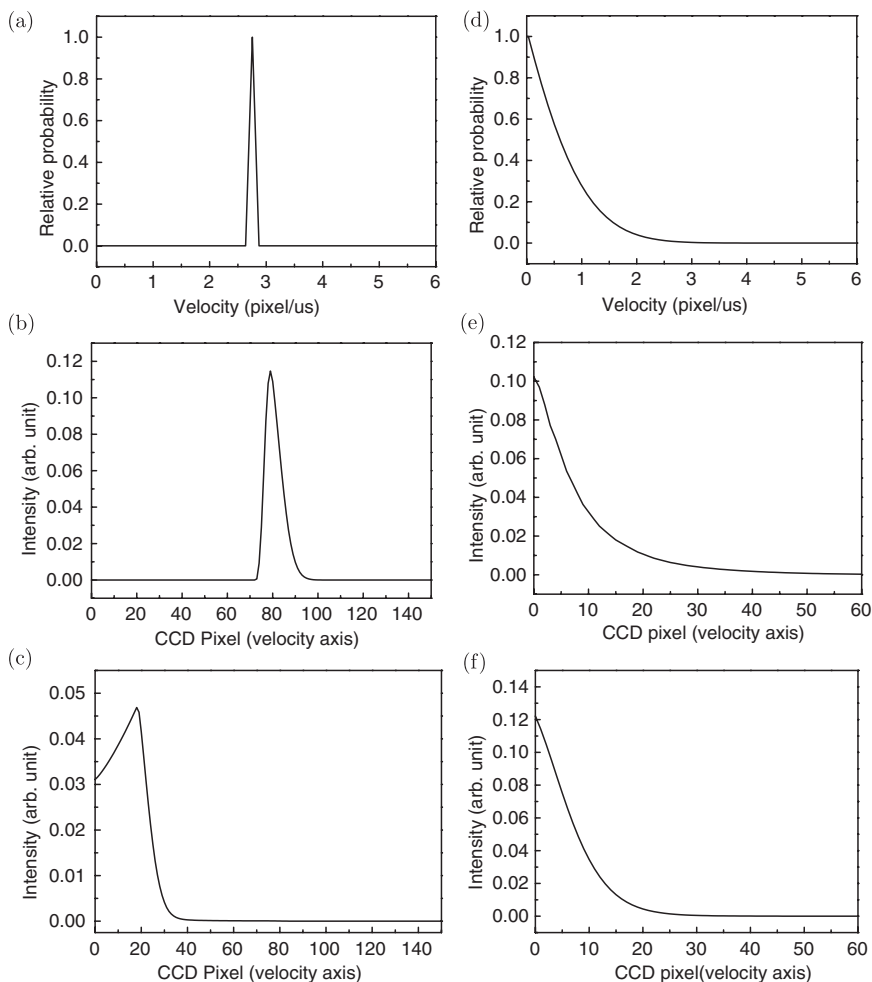 (a)
1.0
0.8
0.6
0.4
0.2
0.0
Relative probability
0 1 2 3 4 5 6
Velocity (pixel/us)
(d)
1.0
0.8
0.6
0.4
0.2
0.0
Relative probability
0 1 2 3 4 5 6
Velocity (pixel/us)
(b)
0.12
0.10
0.08
0.06
0.04
0.02
0.00
Intensity (arb. unit)
0 20 40 60 80 100 120 140
CCD Pixel (velocity axis)
(e)
0.12
0.10
0.08
0.06
0.04
0.02
0.00
Intensity (arb. unit)
0 10 20 30 40 50 60
CCD pixel (velocity axis)
(c)
0.05
0.04
0.03
0.02
0.01
0.00
Intensity (arb. unit)
0 20 40 60 80 100 120 140
CCD Pixel (velocity axis)
(f)
0.14
0.12
0.10
0.08
0.06
0.04
0.02
0.00
Intensity (arb. unit)
0 10 20 30 40 50 60
CCD pixel(velocity axis)